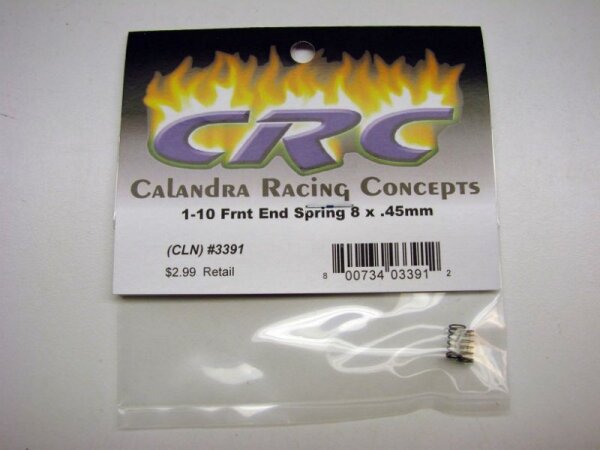 CRC
Calandra Racing Concepts
1-10 Frnt End Spring 8 x .45mm
(CLN) #3391
$2.99 Retail
8 00734 03391 2